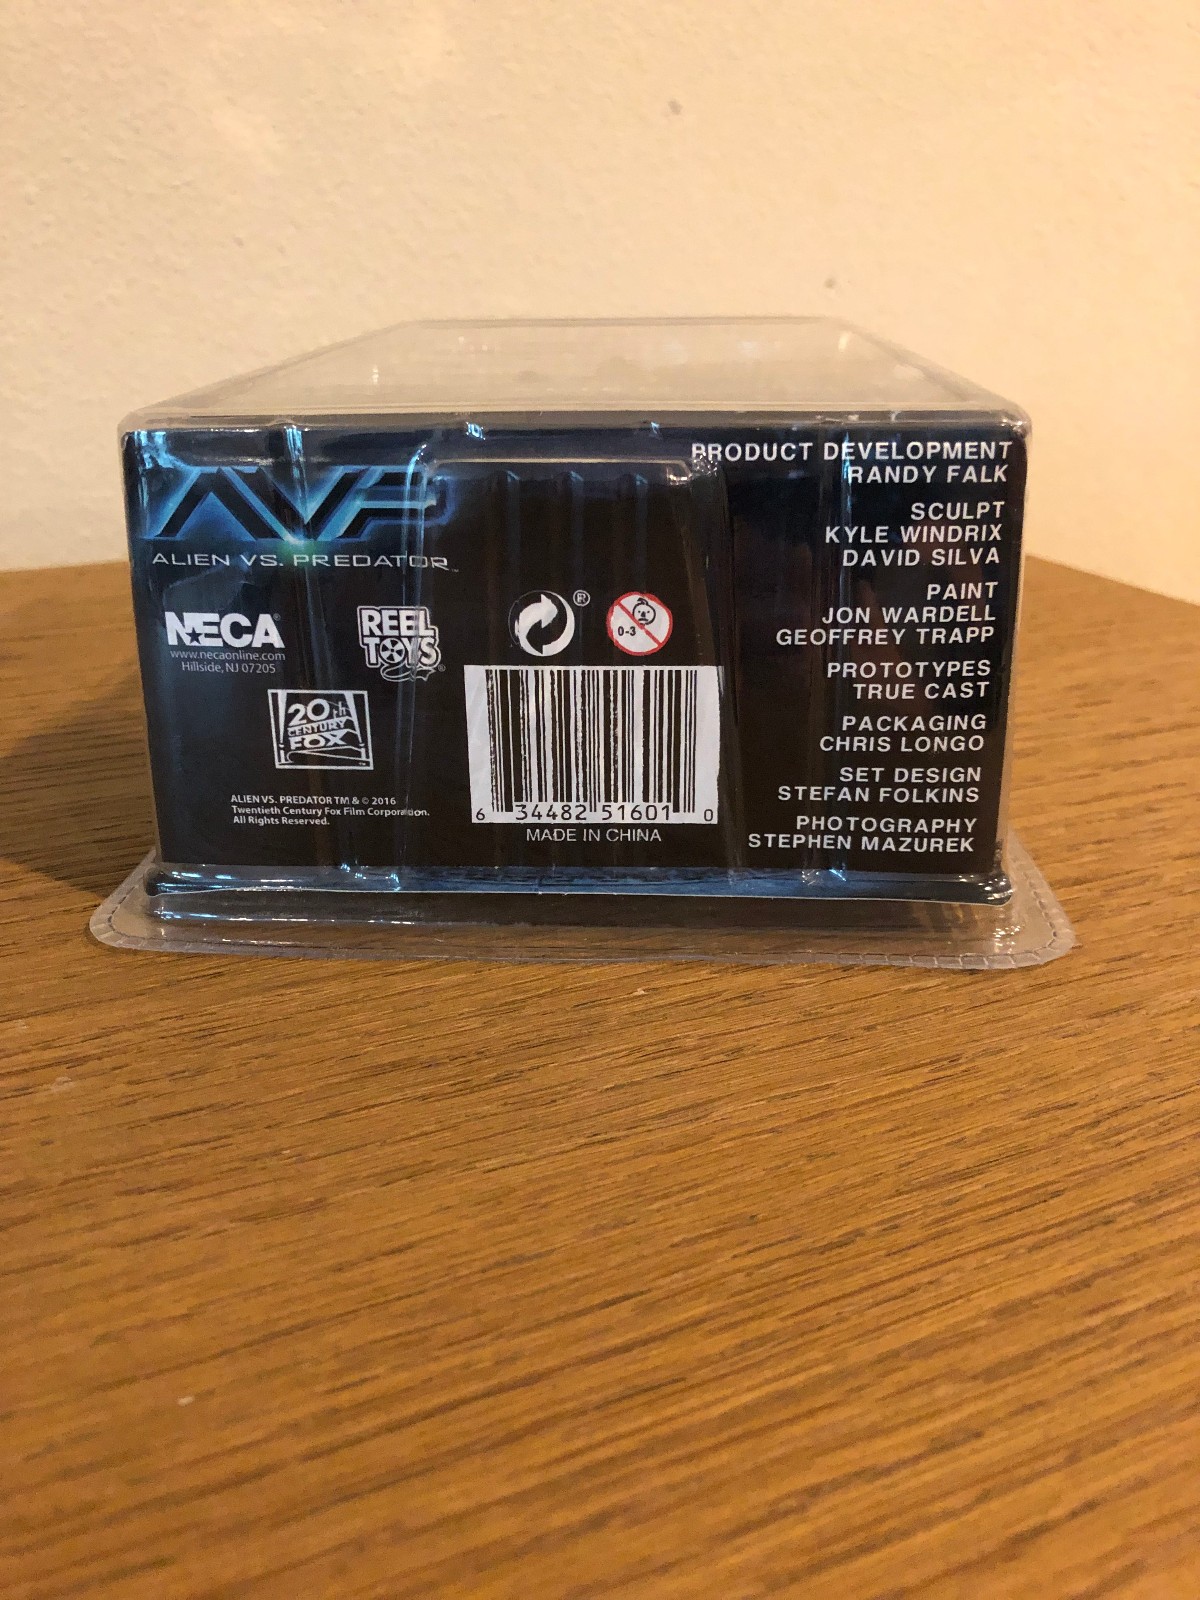 AVP
ALIEN VS. PREDATOR™
NECA®
www.necaonline.com
Hillside, NJ 07205
REEL
TOYS®
20th
CENTURY
FOX
ALIEN VS. PREDATOR TM & © 2016
Twentieth Century Fox Film Corporation.
All Rights Reserved.
®
0-3
6 34482 51601 0
MADE IN CHINA
PRODUCT DEVELOPMENT
RANDY FALK
SCULPT
KYLE WINDRIX
DAVID SILVA
PAINT
JON WARDELL
GEOFFREY TRAPP
PROTOTYPES
TRUE CAST
PACKAGING
CHRIS LONGO
SET DESIGN
STEFAN FOLKINS
PHOTOGRAPHY
STEPHEN MAZUREK